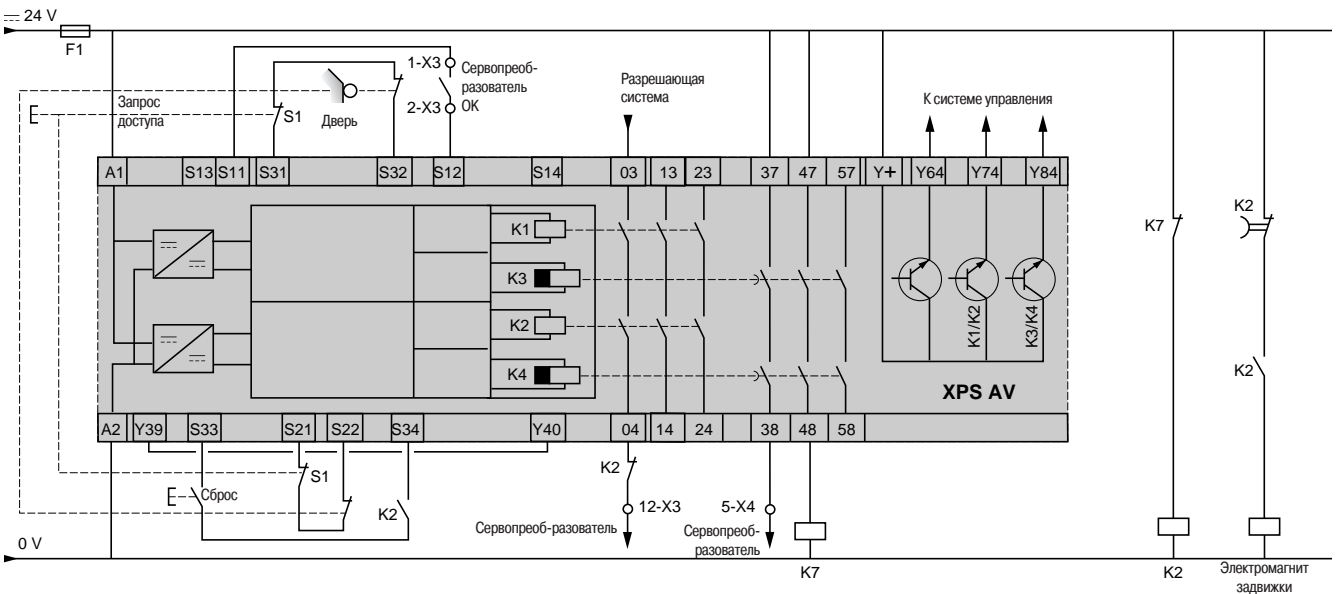 24 V
F1
1-X3
Сервопреоб-
разователь
OK
2-X3
Запрос
доступа
S1
Дверь
Разрешающая
система
К системе управления
A1 S13 S11 S31 S32 S12 S14 03 13 23 37 47 57 Y+ Y64 Y74 Y84
K1
K3
K2
K4
K1/K2
K3/K4
XPS AV
K7
K2
K2
A2 Y39 S33 S21 S22 S34 Y40 04 14 24 38 48 58
S1
Сброс
K2
K2
12-X3
5-X4
Сервопреоб-разователь
Сервопреоб-
разователь
0 V
K7
K2
Электромагнит
задвижки